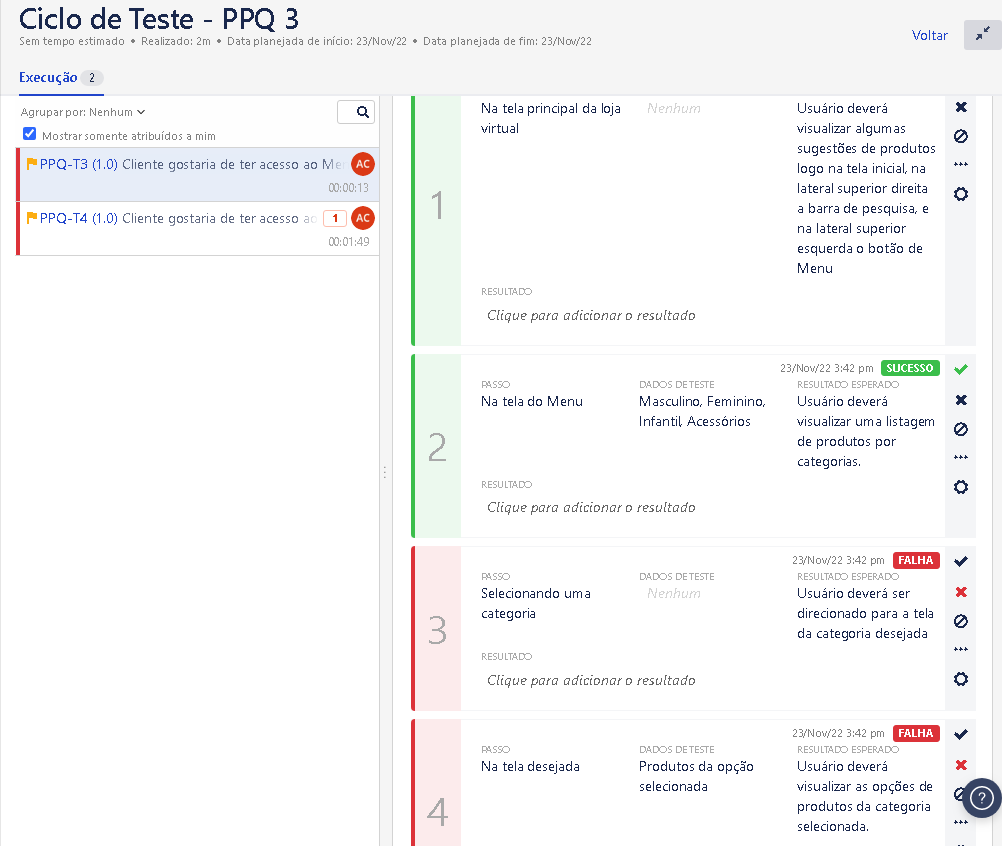 Ciclo de Teste - PPQ 3
Sem tempo estimado • Realizado: 2m • Data planejada de início: 23/Nov/22 • Data planejada de fim: 23/Nov/22
Voltar
Execução 2
Agrupar por: Nenhum
Mostrar somente atribuídos a mim
PPQ-T3 (1.0) Cliente gostaria de ter acesso ao Me
AC
00:00:13
PPQ-T4 (1.0) Cliente gostaria de ter acesso ao
1
AC
00:01:49
1
Na tela principal da loja
virtual
Nenhum
Usuário deverá
visualizar algumas
sugestões de produtos
logo na tela inicial, na
lateral superior direita
a barra de pesquisa, e
na lateral superior
esquerda o botão de
Menu
RESULTADO
Clique para adicionar o resultado
2
23/Nov/22 3:42 pm SUCESSO
PASSO
Na tela do Menu
DADOS DE TESTE
Masculino, Feminino,
Infantil, Acessórios
RESULTADO ESPERADO
Usuário deverá
visualizar uma listagem
de produtos por
categorias.
RESULTADO
Clique para adicionar o resultado
3
23/Nov/22 3:42 pm FALHA
PASSO
Selecionando uma
categoria
DADOS DE TESTE
Nenhum
RESULTADO ESPERADO
Usuário deverá ser
direcionado para a tela
da categoria desejada
RESULTADO
Clique para adicionar o resultado
4
23/Nov/22 3:42 pm FALHA
PASSO
Na tela desejada
DADOS DE TESTE
Produtos da opção
selecionada
RESULTADO ESPERADO
Usuário deverá
visualizar as opções de
produtos da categoria
selecionada.
?